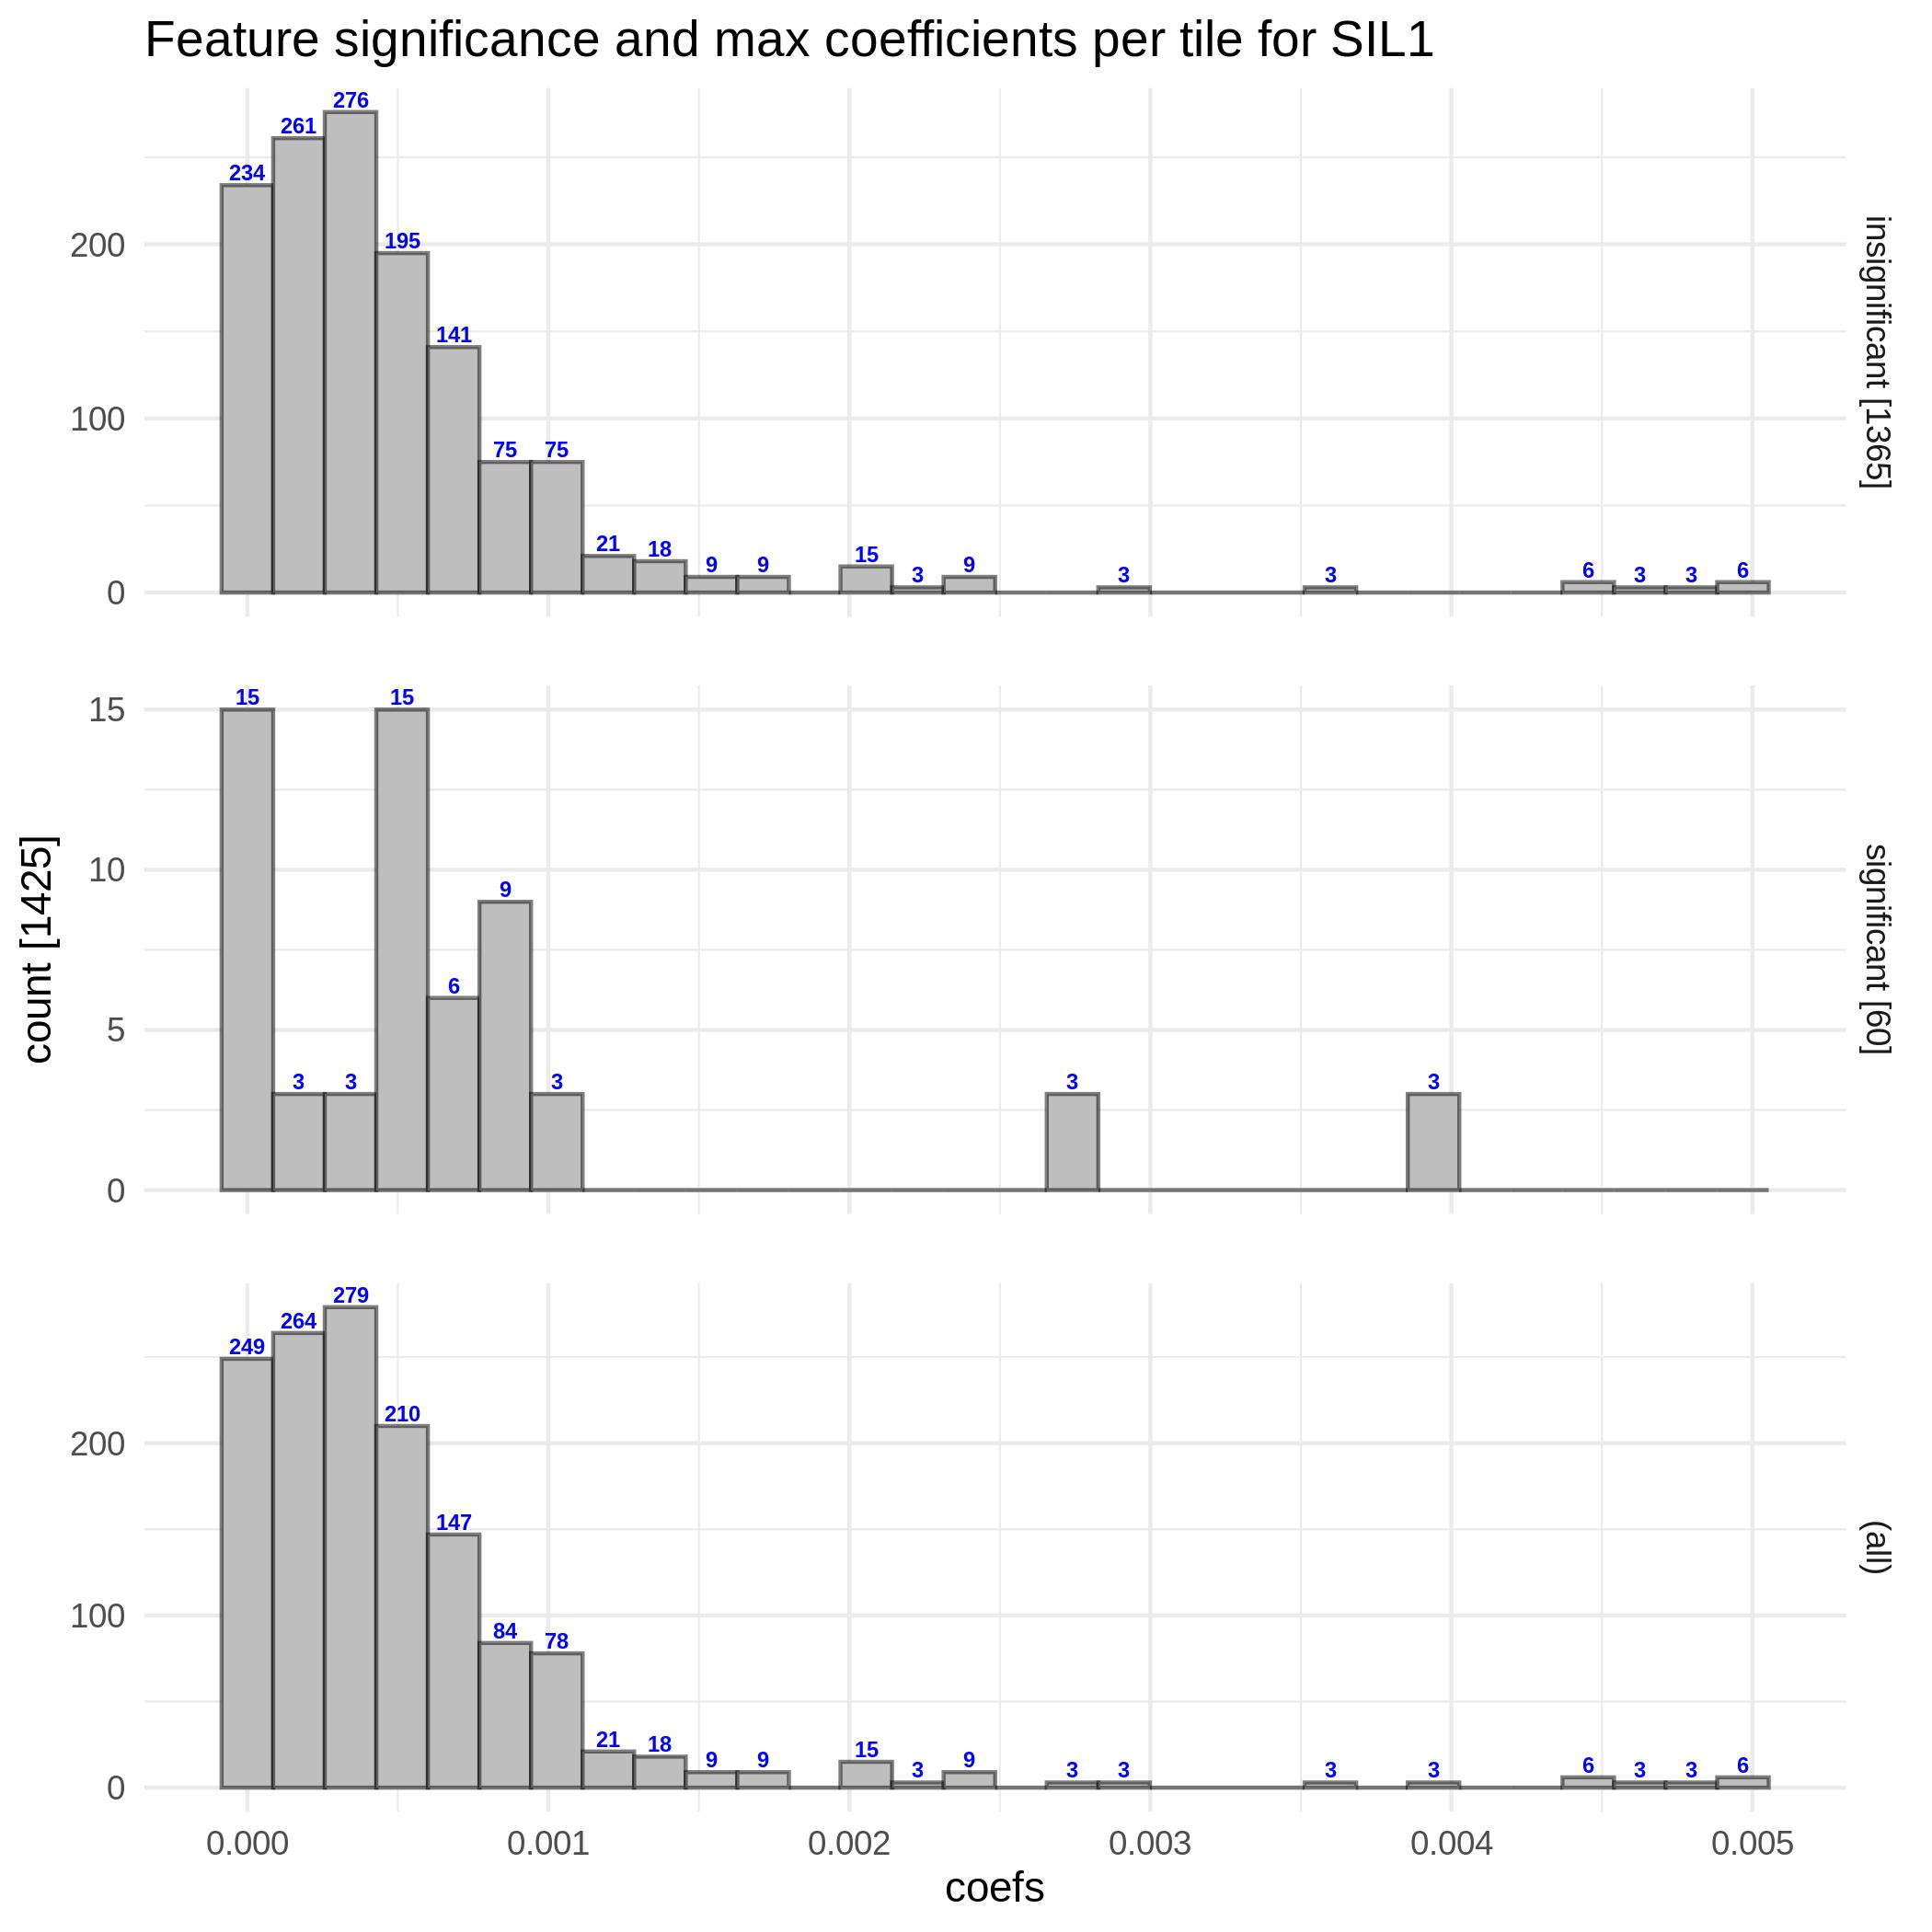 Feature significance and max coefficients per tile for SIL1
276
261
234
195
141
75 75
21 18 9 9 15 3 9 3 3 6 3 3 6
200
100
0
insignificant [1365]
15 15
9
6
3 3 3 3 3
15
10
5
0
significant [60]
count [1425]
279
264
249
210
147
84 78
21 18 9 9 15 3 9 3 3 3 3 6 3 3 6
200
100
0
(all)
0.000 0.001 0.002 0.003 0.004 0.005
coefs